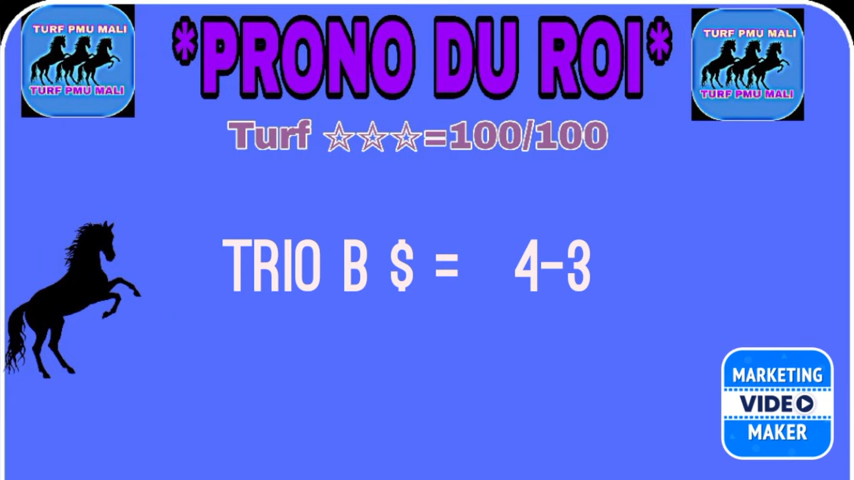 TURF PMU MALI
TURF PMU MALI
*PRONO DU ROI*
TURF PMU MALI
TURF PMU MALI
Turf ☆☆☆=100/100
TRIO B $ = 4-3
MARKETING
VIDEO
MAKER